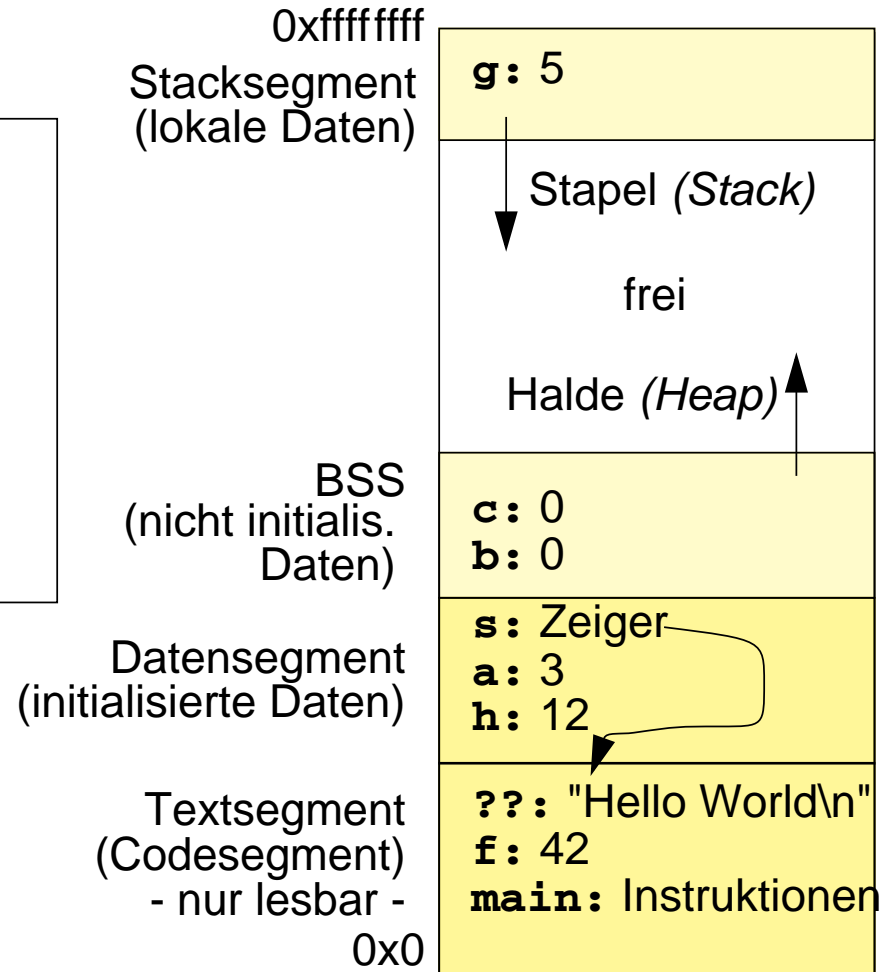 0xffffffff
Stacksegment
(lokale Daten)
g: 5
Stapel (Stack)
frei
Halde (Heap)
BSS
(nicht initialis.
Daten)
c: 0
b: 0
Datensegment
(initialisierte Daten)
s: Zeiger
a: 3
h: 12
Textsegment
(Codesegment)
- nur lesbar -
0x0
??: "Hello World\n"
f: 42
main: Instruktionen